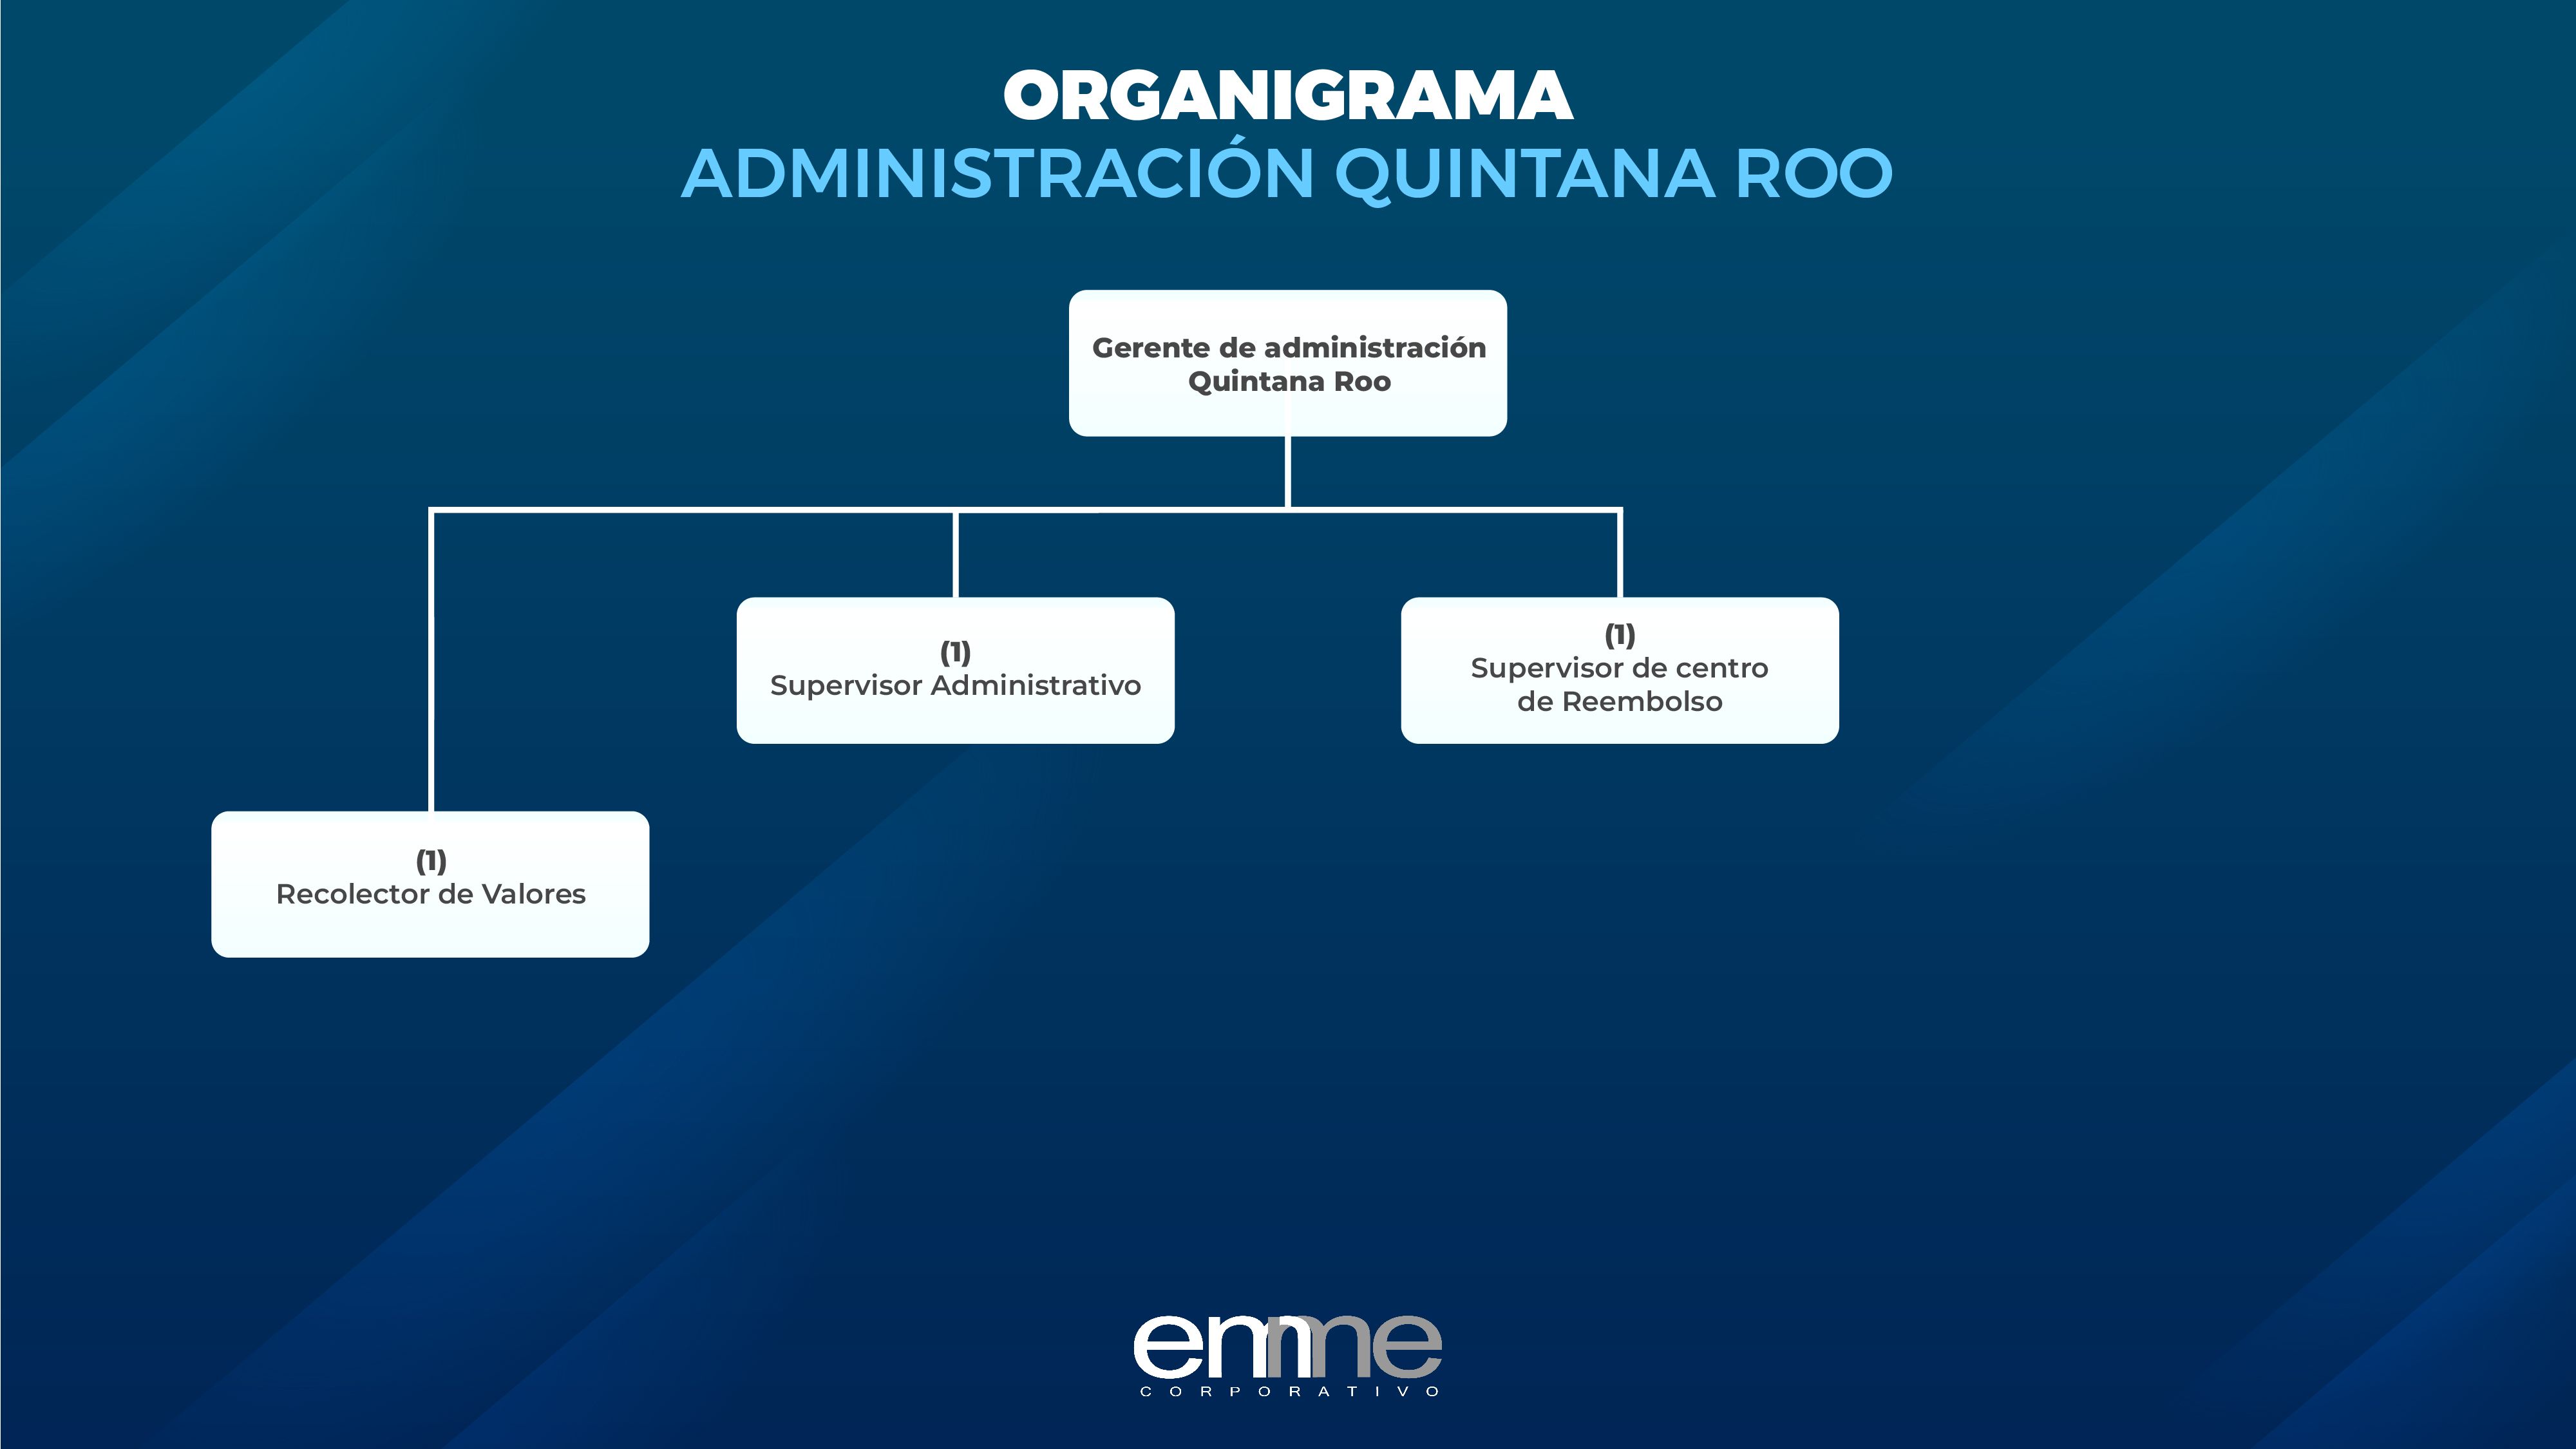 ORGANIGRAMA
ADMINISTRACIÓN QUINTANA ROO
Gerente de administración
Quintana Roo
(1)
Supervisor Administrativo
(1)
Supervisor de centro
de Reembolso
(1)
Recolector de Valores
emme
CORPORATIVO